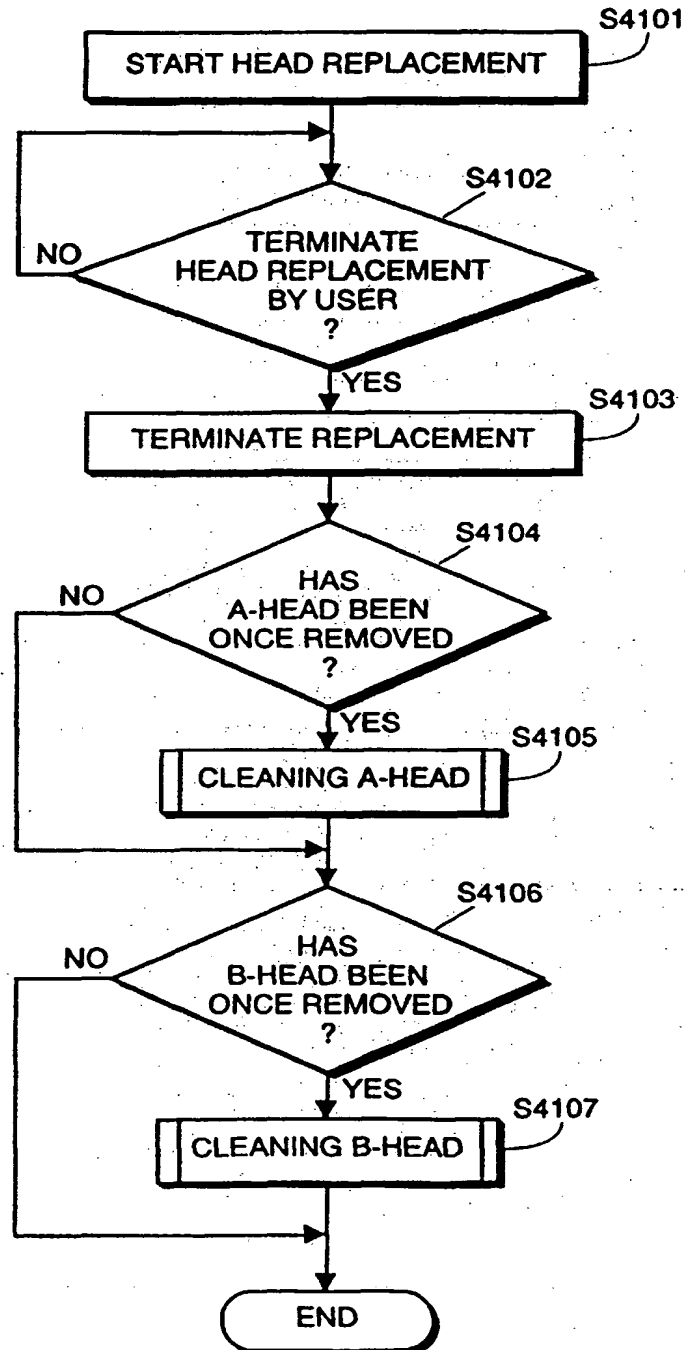 S4101
START HEAD REPLACEMENT
S4102
NO
TERMINATE
HEAD REPLACEMENT
BY USER
?
YES
S4103
TERMINATE REPLACEMENT
S4104
NO
HAS
A-HEAD BEEN
ONCE REMOVED
?
YES
S4105
CLEANING A-HEAD
S4106
NO
HAS
B-HEAD BEEN
ONCE REMOVED
?
YES
S4107
CLEANING B-HEAD
END